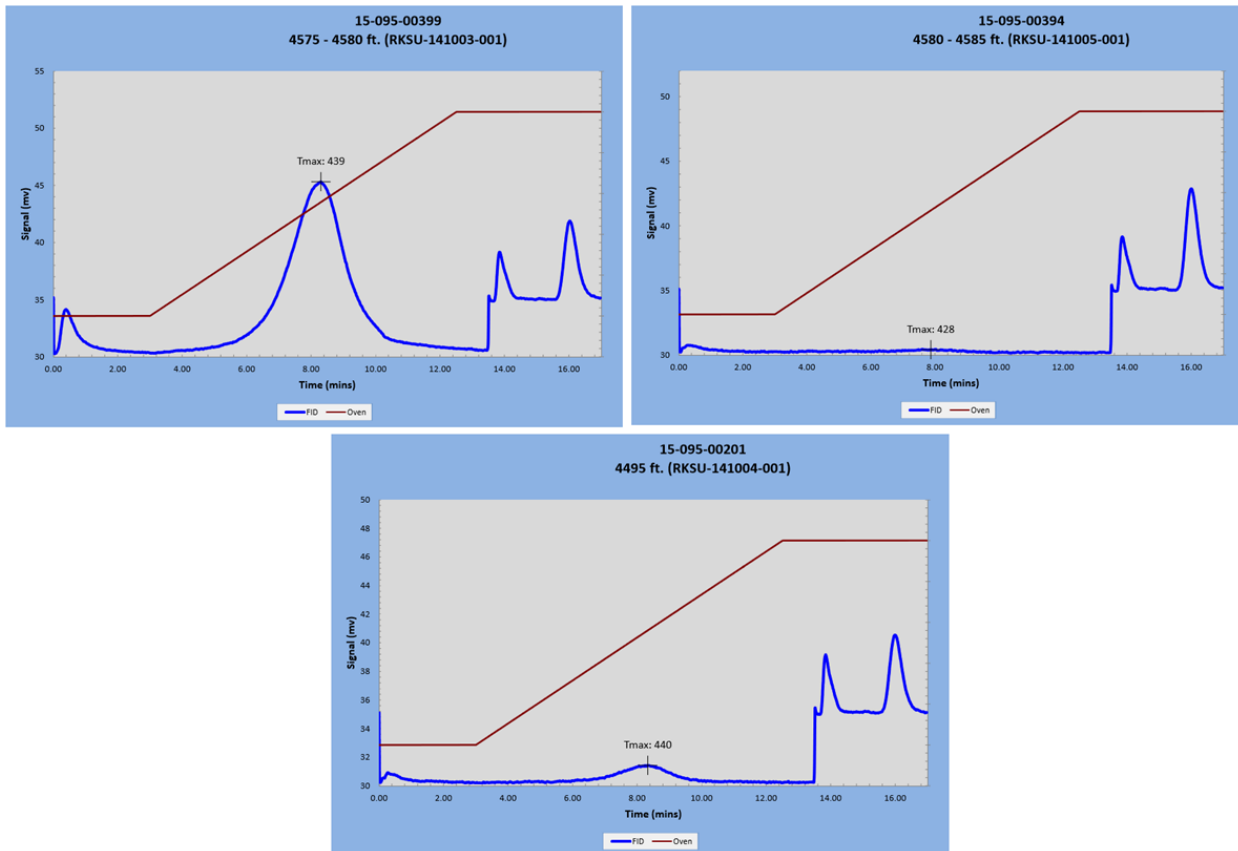 15-095-00399
4575 - 4580 ft. (RKSU-141003-001)
55
50
45
40
35
30
Signal (mv)
Tmax: 439
0.00 2.00 4.00 6.00 8.00 10.00 12.00 14.00 16.00
Time (mins)
FID Oven
15-095-00394
4580 - 4585 ft. (RKSU-141005-001)
50
45
40
35
30
Signal (mv)
Tmax: 428
0.00 2.00 4.00 6.00 8.00 10.00 12.00 14.00 16.00
Time (mins)
FID Oven
15-095-00201
4495 ft. (RKSU-141004-001)
50
48
46
44
42
40
38
36
34
32
30
Signal (mv)
Tmax: 440
0.00 2.00 4.00 6.00 8.00 10.00 12.00 14.00 16.00
Time (mins)
FID Oven